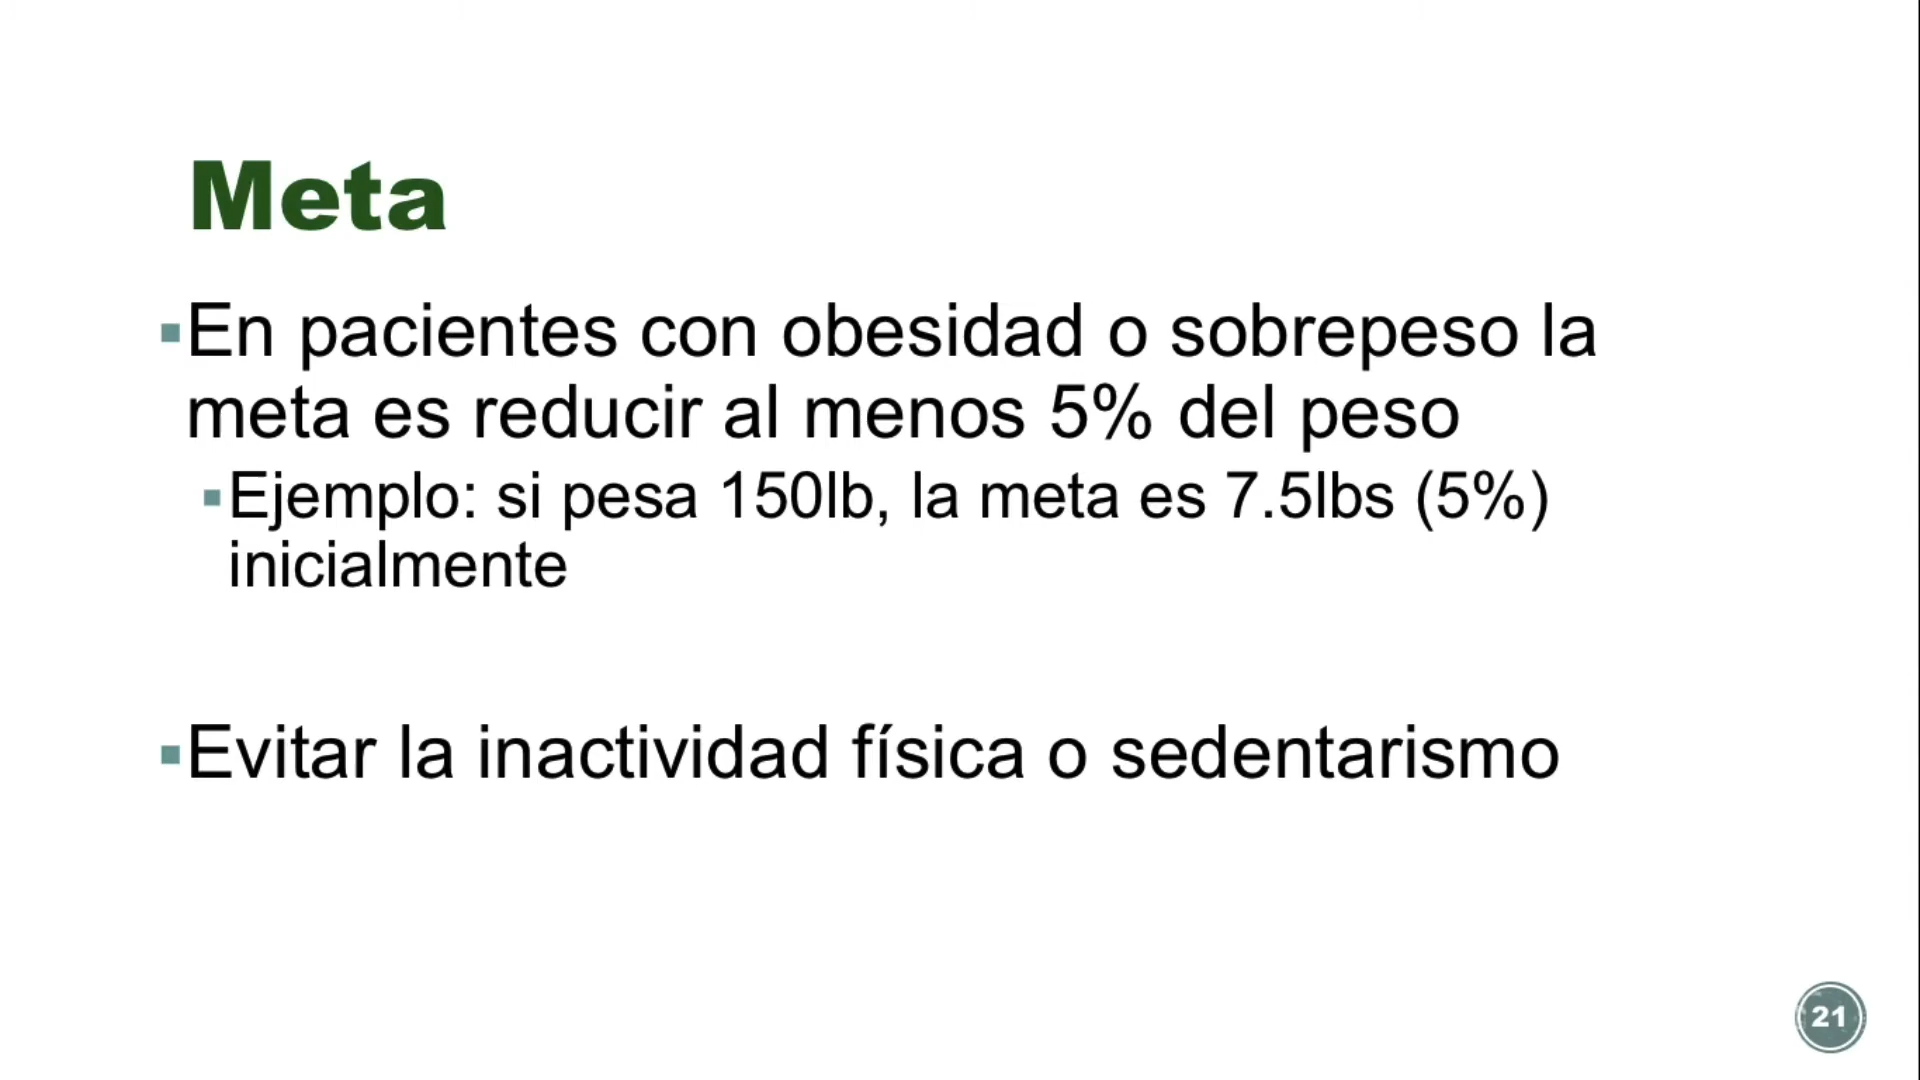 Meta
▪En pacientes con obesidad o sobrepeso la
meta es reducir al menos 5% del peso
▪Ejemplo: si pesa 150lb, la meta es 7.5lbs (5%)
inicialmente
▪Evitar la inactividad física o sedentarismo
21